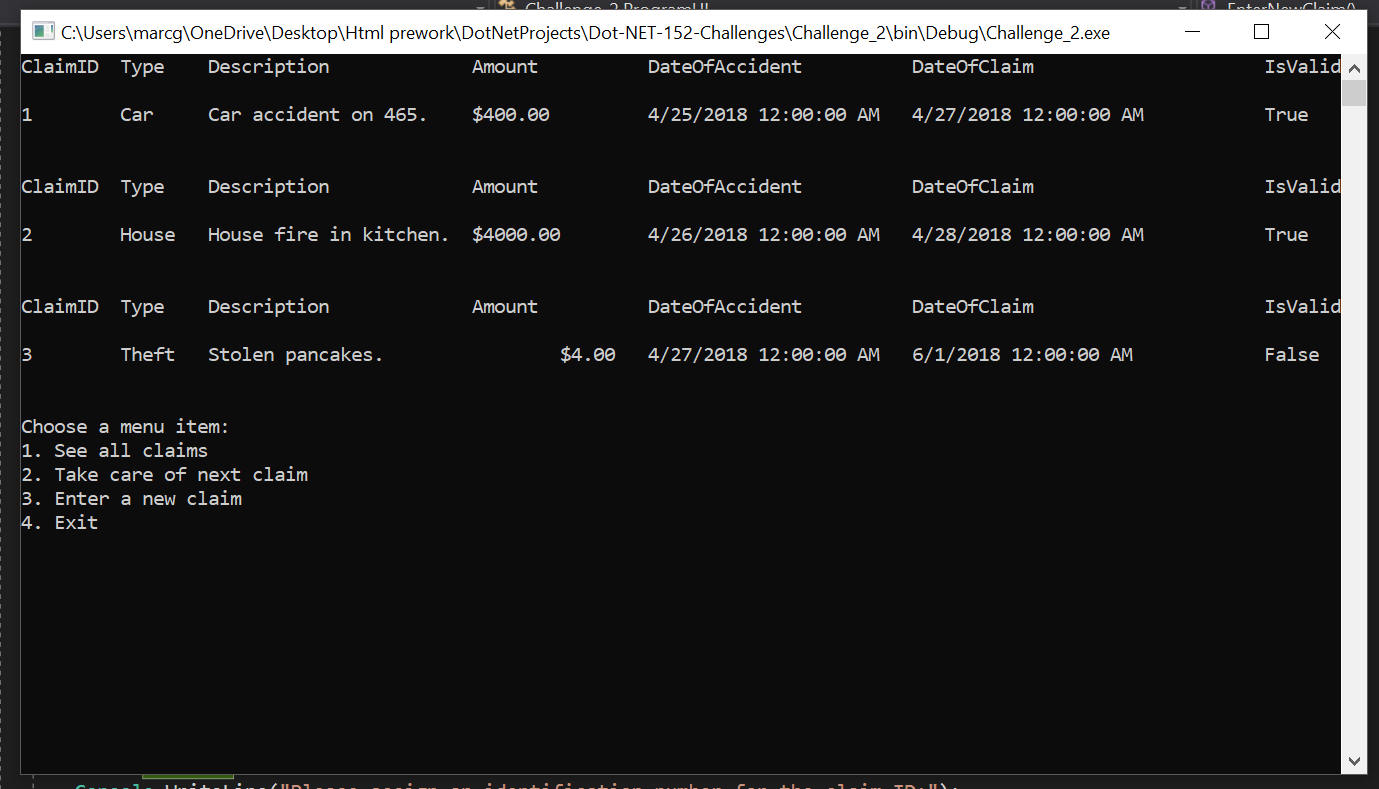 Challenge_2.ProgramUI
EnterNewClaim()
C:\Users\marcg\OneDrive\Desktop\Html prework\DotNetProjects\Dot-NET-152-Challenges\Challenge_2\bin\Debug\Challenge_2.exe
ClaimID Type Description Amount DateOfAccident DateOfClaim IsValid
1 Car Car accident on 465. $400.00 4/25/2018 12:00:00 AM 4/27/2018 12:00:00 AM True
ClaimID Type Description Amount DateOfAccident DateOfClaim IsValid
2 House House fire in kitchen. $4000.00 4/26/2018 12:00:00 AM 4/28/2018 12:00:00 AM True
ClaimID Type Description Amount DateOfAccident DateOfClaim IsValid
3 Theft Stolen pancakes. $4.00 4/27/2018 12:00:00 AM 6/1/2018 12:00:00 AM False
Choose a menu item:
1. See all claims
2. Take care of next claim
3. Enter a new claim
4. Exit
Console.WriteLine("Please assign an identification number for the claim ID:");